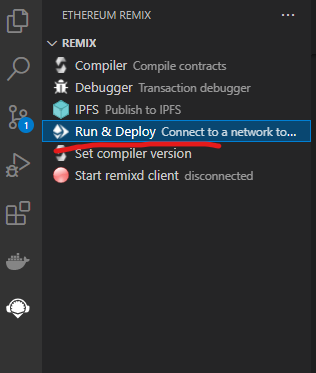 ETHEREUM REMIX
REMIX
Compiler Compile contracts
Debugger Transaction debugger
IPFS Publish to IPFS
Run & Deploy Connect to a network to...
Set compiler version
Start remixd client disconnected
1